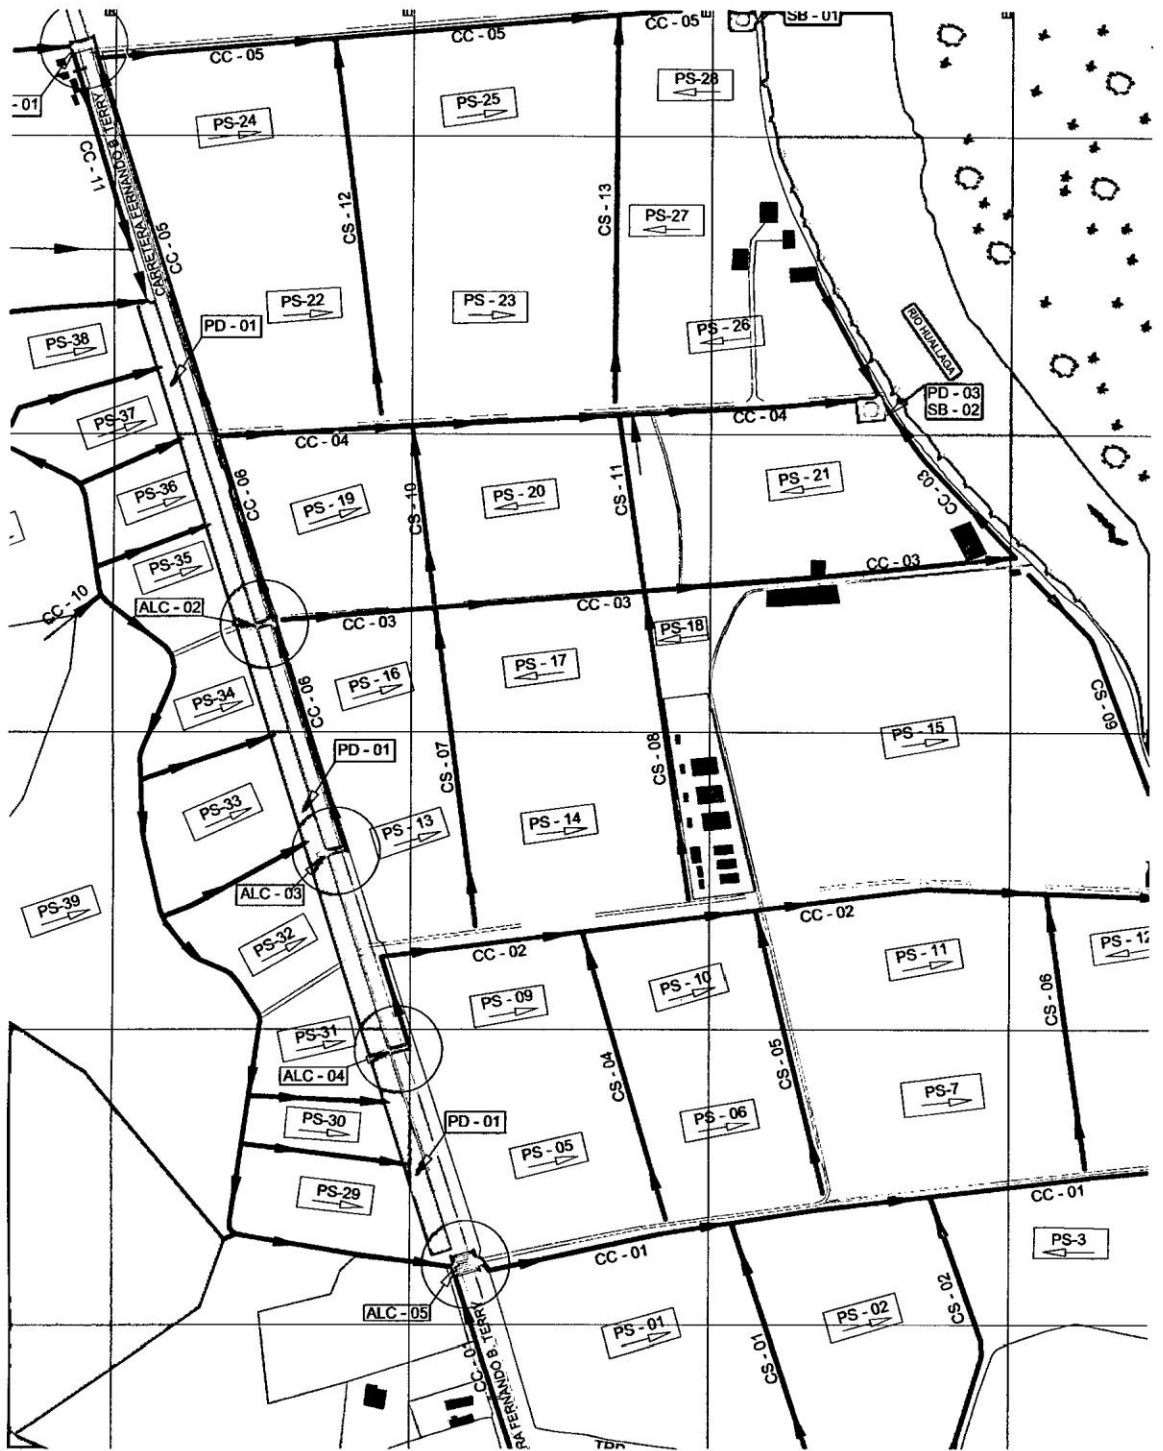 CC - 05
CC - 05
CC - 05
SB - 01
- 01
PS-24
PS-25
PS-28
CC - 11
CARRETERA FERNANDO B. TERRY
CC - 05
CS - 12
CS - 13
PS-27
PS-22
PS - 23
PS - 26
RIO HUALLAGA
PD - 01
PS-38
PD - 03
SB - 02
PS-37
CC - 04
CC - 04
PS-36
CC - 06
PS - 19
CS - 10
PS - 20
CS - 11
PS - 21
CC - 03
PS-35
CC - 10
ALC - 02
CC - 03
CC - 03
CC - 03
PS-18
PS - 17
PS - 16
PS-34
CC - 06
CS - 09
PD - 01
CS - 07
CS - 08
PS - 15
PS-33
PS - 13
PS - 14
ALC - 03
PS-39
PS-32
CC - 02
CC - 02
PS - 11
PS - 12
PS - 10
PS - 09
CS - 06
PS-31
ALC - 04
CS - 04
CS - 05
PS-7
PS-30
PD - 01
PS - 06
PS - 05
PS-29
CC - 01
CC - 01
PS-3
ALC - 05
PS - 01
PS - 02
CS - 02
CS - 01
RA FERNANDO B. TERRY